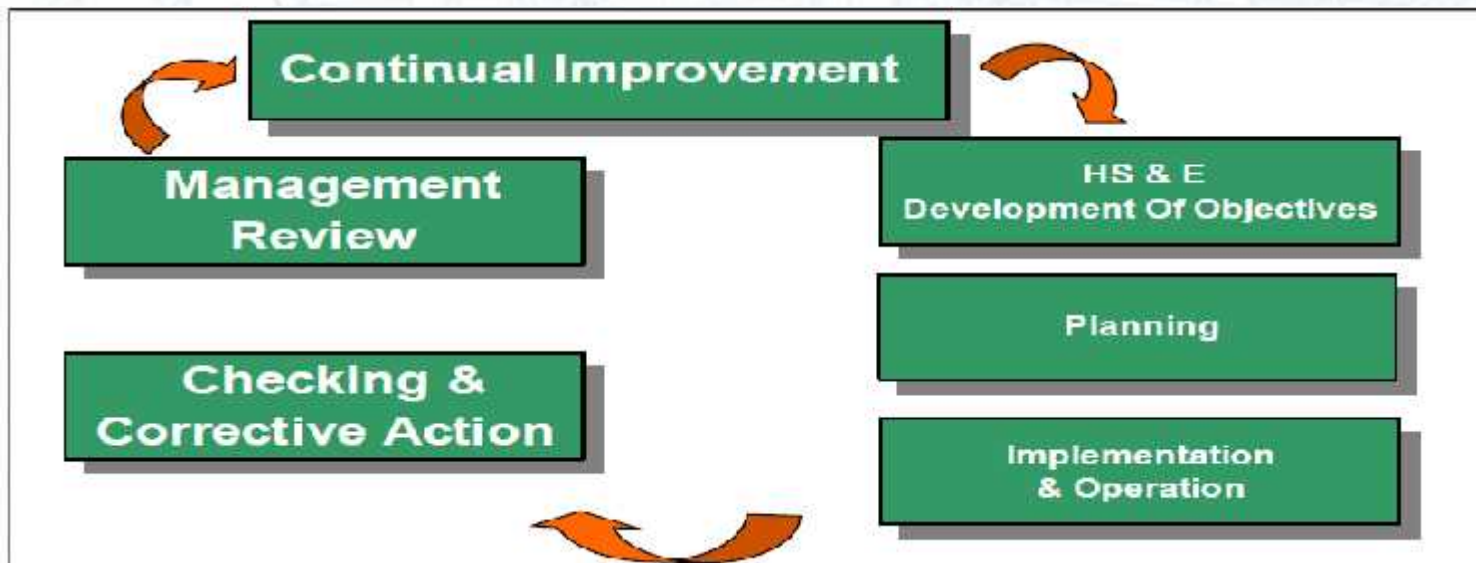 Continual Improvement
Management
Review
HS & E
Development Of Objectives
Planning
Checking &
Corrective Action
Implementation
& Operation